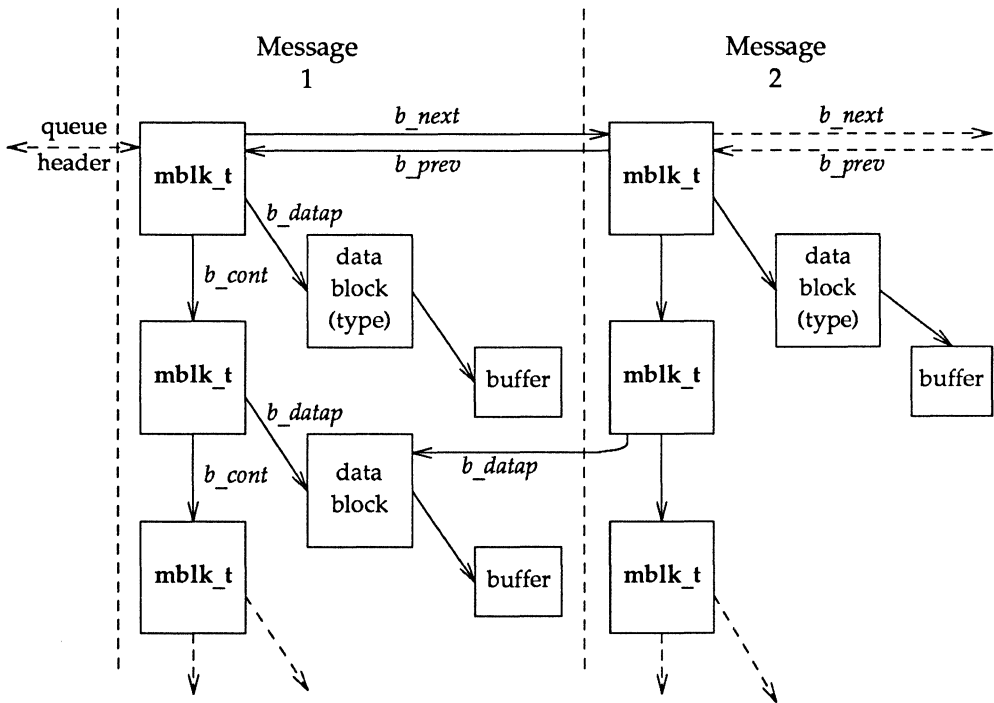 Message
1
Message
2
queue
header
b_next
b_prev
b_next
b_prev
mblk_t
mblk_t
b_datap
b_cont
data
block
(type)
data
block
(type)
buffer
buffer
mblk_t
mblk_t
b_datap
b_cont
data
block
b_datap
buffer
mblk_t
mblk_t